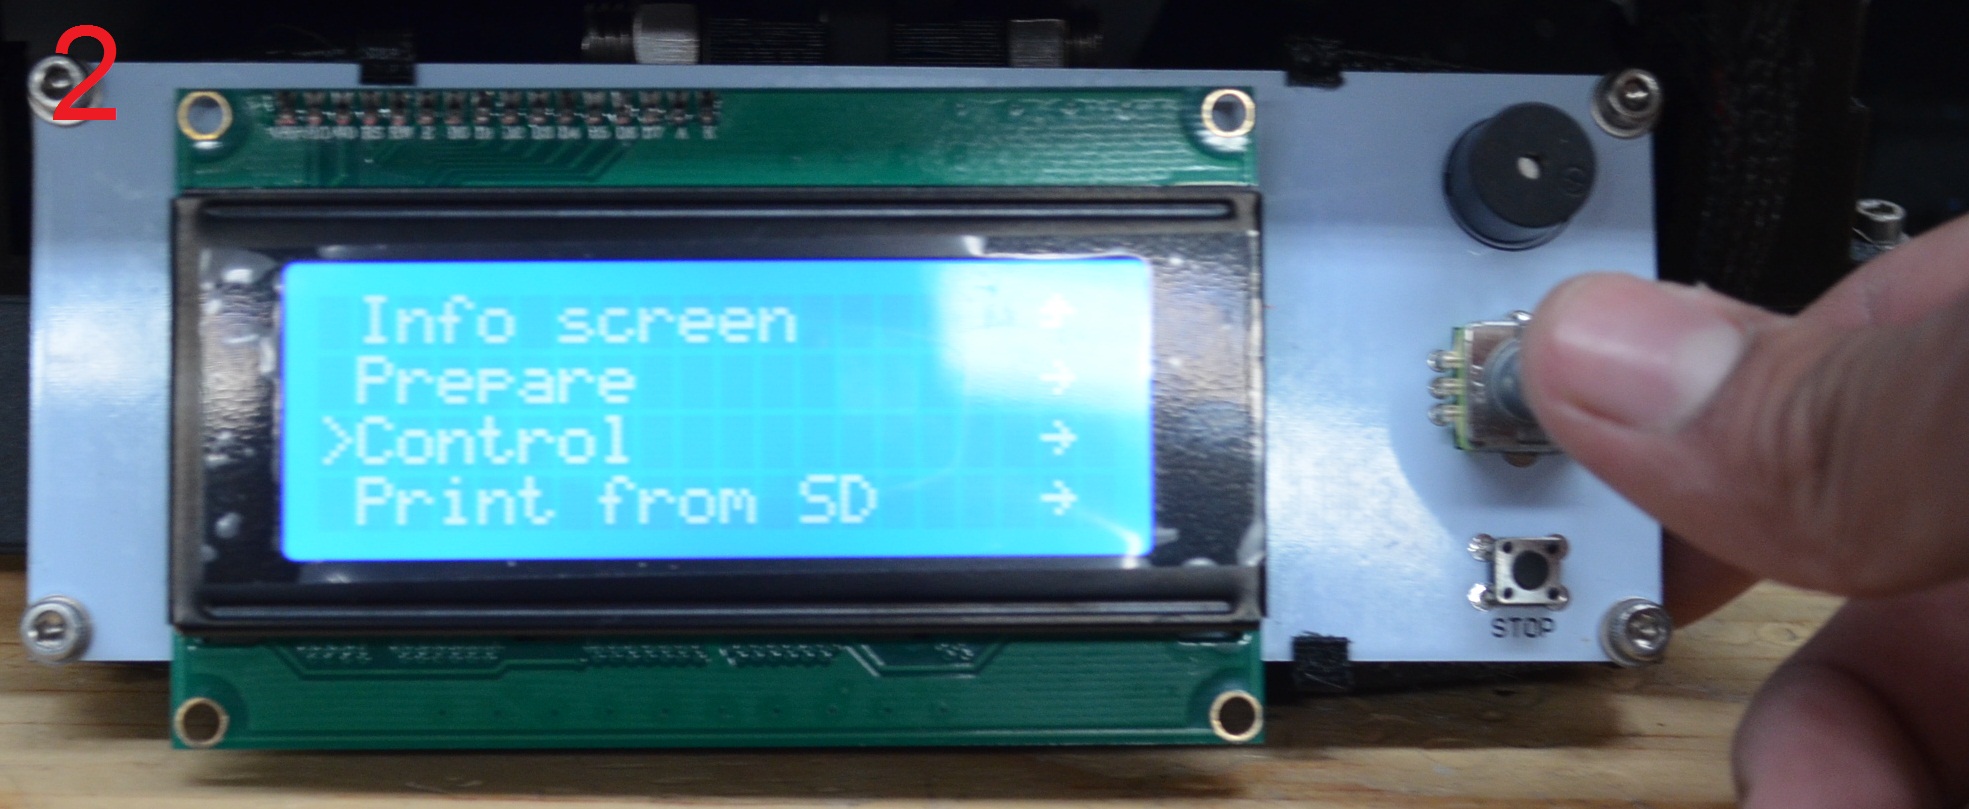 2
Info screen ↑
Prepare →
>Control →
Print from SD →
STOP